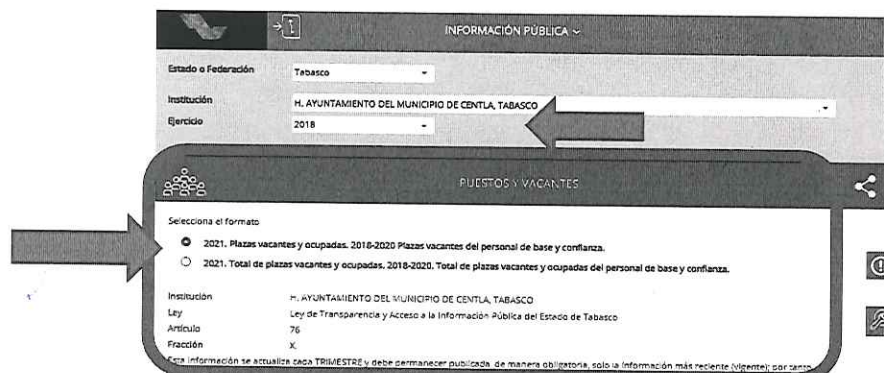 INFORMACIÓN PÚBLICA
Estado o Federación Tabasco
Institución H. AYUNTAMIENTO DEL MUNICIPIO DE CENTLA, TABASCO
Ejercicio 2018
PUESTOS Y VACANTES
Selecciona el formato
2021. Plazas vacantes y ocupadas. 2018-2020 Plazas vacantes del personal de base y confianza.
2021. Total de plazas vacantes y ocupadas. 2018-2020. Total de plazas vacantes y ocupadas del personal de base y confianza.
Institución H. AYUNTAMIENTO DEL MUNICIPIO DE CENTLA, TABASCO
Ley Ley de Transparencia y Acceso a la Información Pública del Estado de Tabasco
Artículo 76
Fracción X
Esta información se actualiza cada TRIMESTRE y debe permanecer publicada de manera obligatoria, solo la información más reciente (vigente); por tanto